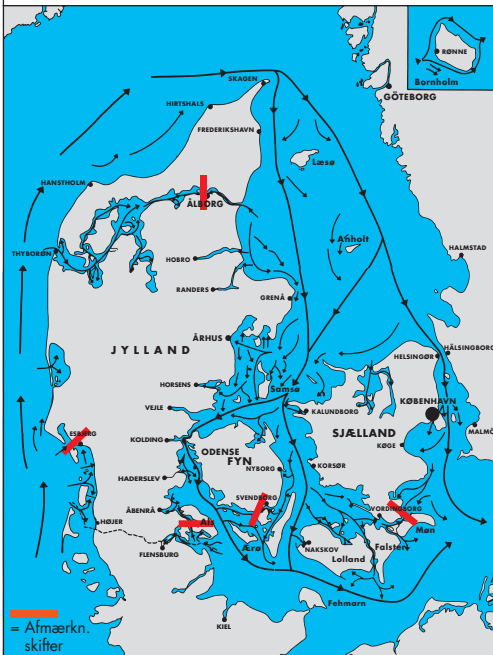 RØNNE
Bornholm
SKAGEN
GÖTEBORG
HIRTSHALS
FREDERIKSHAVN
Læsø
HANSTHOLM
ÅLBORG
Anholt
HALMSTAD
THYBORØN
HOBRO
RANDERS
GRENÅ
JYLLAND
ÅRHUS
HELSINGØR
HÄLSINGBORG
HORSENS
Samsø
VEJLE
KALUNDBORG
KØBENHAVN
ESBJERG
KOLDING
SJÆLLAND
MALMÖ
ODENSE
FYN
KØGE
NYBORG
KORSØR
HADERSLEV
SVENDBORG
ÅBENRÅ
VORDINGBORG
HØJER
Als
Møn
FLENSBURG
Ærø
NAKSKOV
Falster
Lolland
Fehmarn
KIEL
= Afmærkn.
skifter